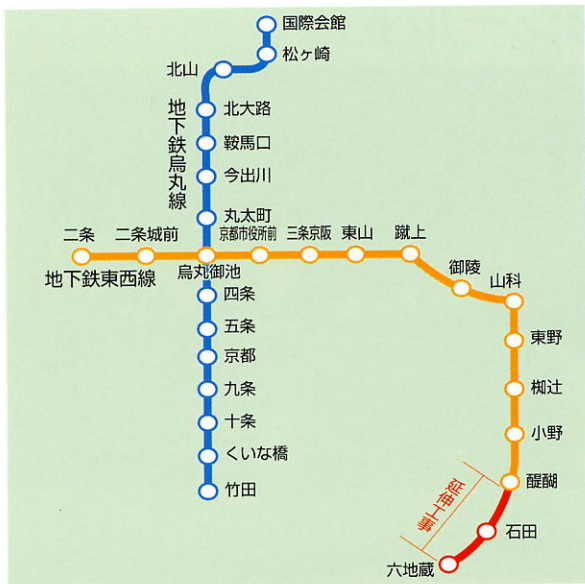 国際会館
松ヶ崎
北山
北大路
鞍馬口
今出川
丸太町
地下鉄烏丸線
二条
二条城前
京都市役所前
三条京阪
東山
蹴上
地下鉄東西線
烏丸御池
御陵
山科
四条
五条
京都
九条
十条
くいな橋
竹田
東野
椥辻
小野
醍醐
延伸工事
石田
六地蔵